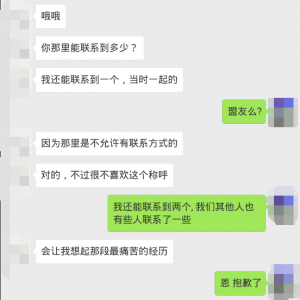 哦哦
你那里能联系到多少？
我还能联系到一个，当时一起的
盟友么?
因为那里是不允许有联系方式的
对的，不过很不喜欢这个称呼
我还能联系到两个,我们其他人也
有些人联系了一些
会让我想起那段最痛苦的经历
恩 抱歉了